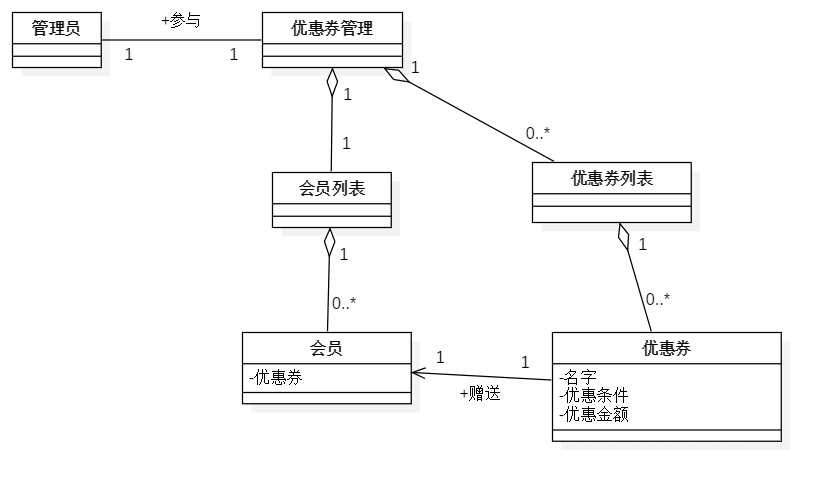 +参与
管理员
优惠券管理
1
1
1
1
0..*
1
会员列表
优惠券列表
1
1
0..*
0..*
会员
-优惠券
1
1
+赠送
优惠券
-名字
-优惠条件
-优惠金额